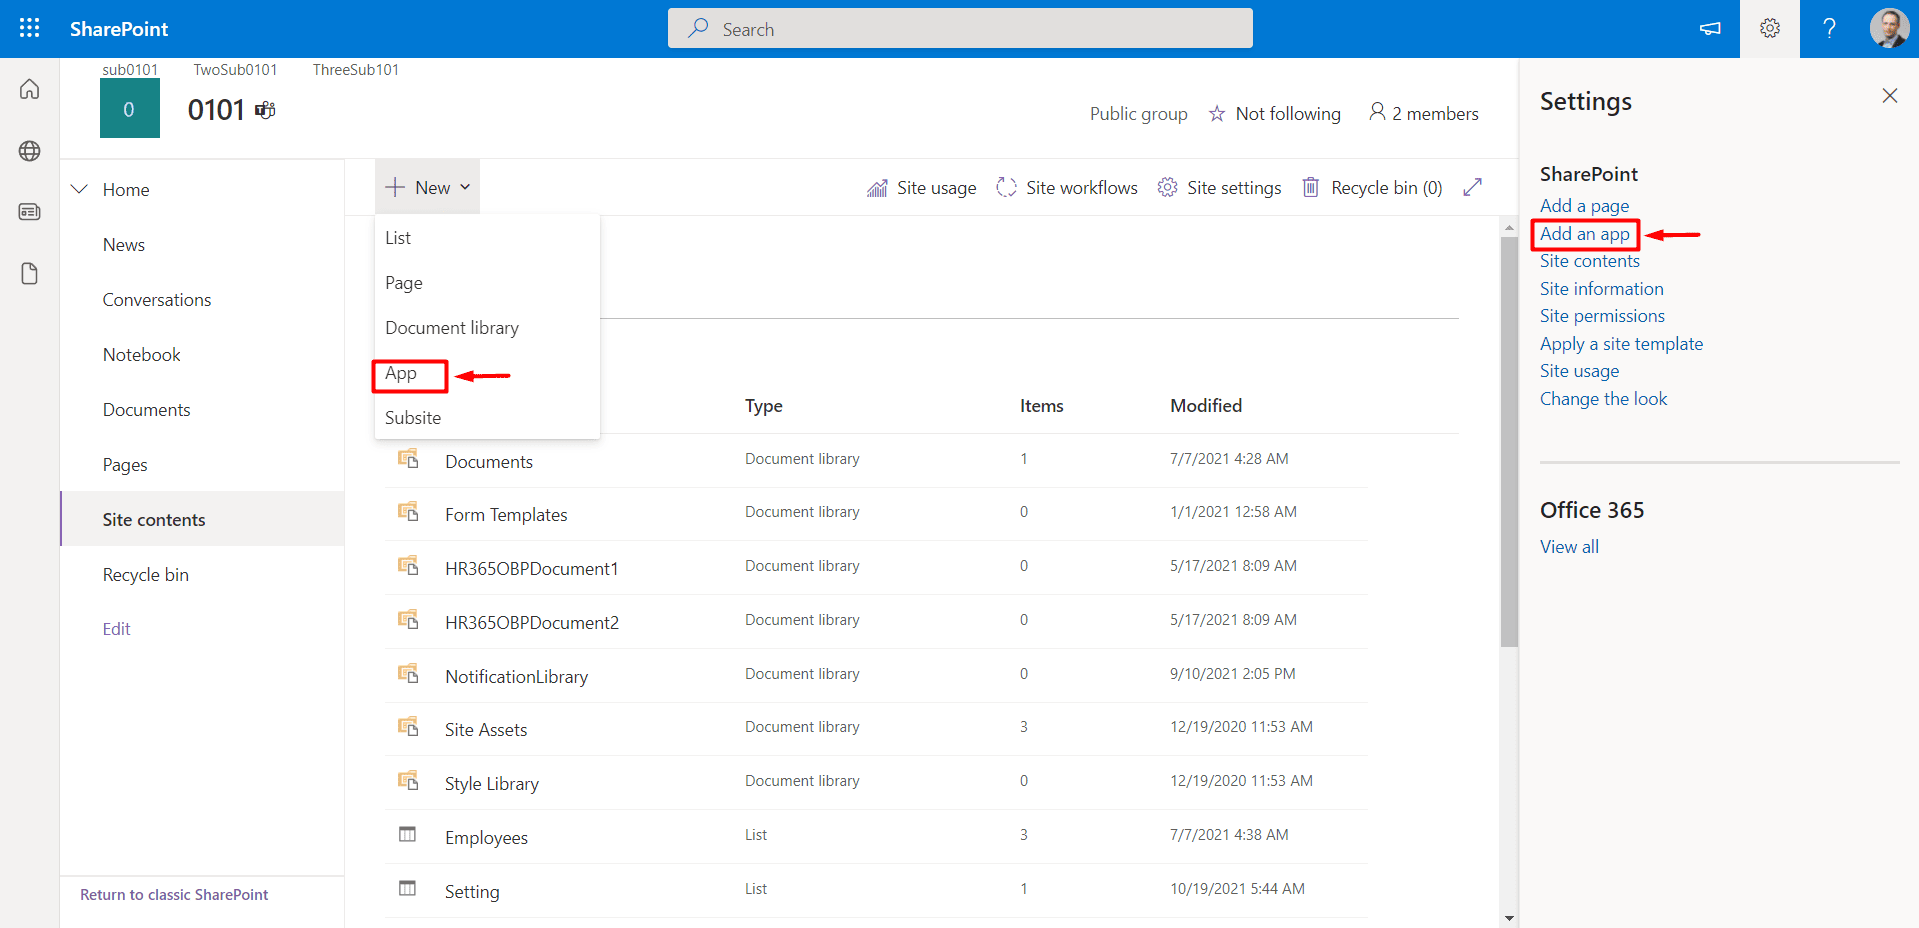 SharePoint
Search
?
sub0101 TwoSub0101 ThreeSub101
0
0101
Public group Not following 2 members
Home
News
Conversations
Notebook
Documents
Pages
Site contents
Recycle bin
Edit
Return to classic SharePoint
New
Site usage Site workflows Site settings Recycle bin (0)
List
Page
Document library
App
Subsite
Type Items Modified
Documents Document library 1 7/7/2021 4:28 AM
Form Templates Document library 0 1/1/2021 12:58 AM
HR365OBPDocument1 Document library 0 5/17/2021 8:09 AM
HR365OBPDocument2 Document library 0 5/17/2021 8:09 AM
NotificationLibrary Document library 0 9/10/2021 2:05 PM
Site Assets Document library 3 12/19/2020 11:53 AM
Style Library Document library 0 12/19/2020 11:53 AM
Employees List 3 7/7/2021 4:38 AM
Setting List 1 10/19/2021 5:44 AM
Settings
SharePoint
Add a page
Add an app
Site contents
Site information
Site permissions
Apply a site template
Site usage
Change the look
Office 365
View all